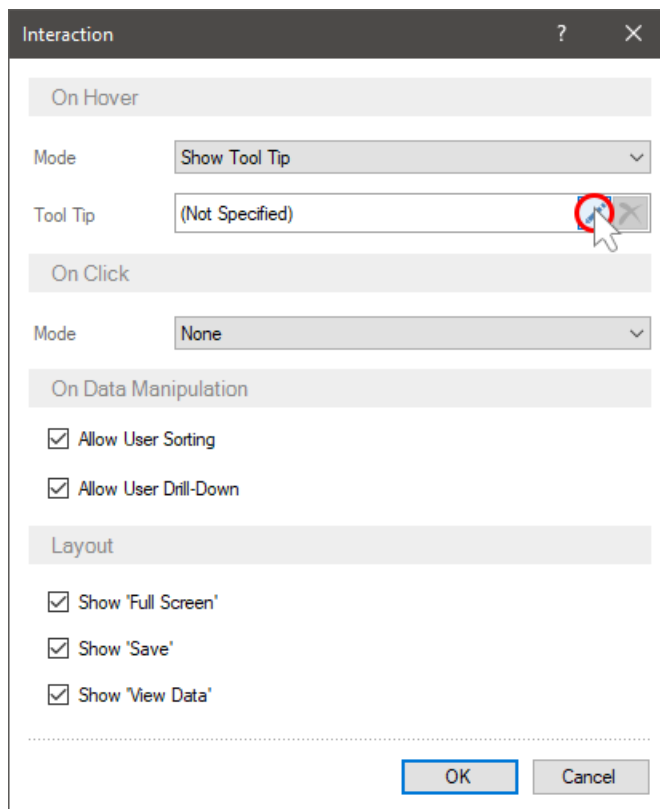 Interaction ?
On Hover
Mode Show Tool Tip
Tool Tip (Not Specified)
On Click
Mode None
On Data Manipulation
Allow User Sorting
Allow User Drill-Down
Layout
Show 'Full Screen'
Show 'Save'
Show 'View Data'
OK Cancel